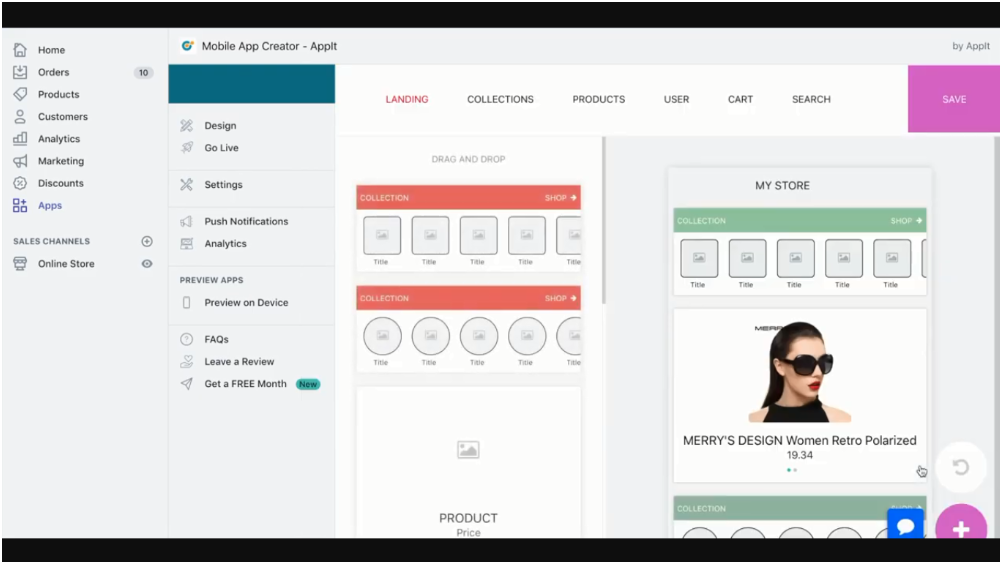 Home
Orders 10
Products
Customers
Analytics
Marketing
Discounts
Apps
SALES CHANNELS
Online Store
Mobile App Creator - AppIt
by AppIt
Design
Go Live
Settings
Push Notifications
Analytics
PREVIEW APPS
Preview on Device
FAQs
Leave a Review
Get a FREE Month New
LANDING COLLECTIONS PRODUCTS USER CART SEARCH SAVE
DRAG AND DROP
COLLECTION SHOP →
Title Title Title Title Title
COLLECTION SHOP →
Title Title Title Title Title
PRODUCT
Price
MY STORE
COLLECTION SHOP →
Title Title Title Title Title
MERRY'S DESIGN Women Retro Polarized
19.34
COLLECTION